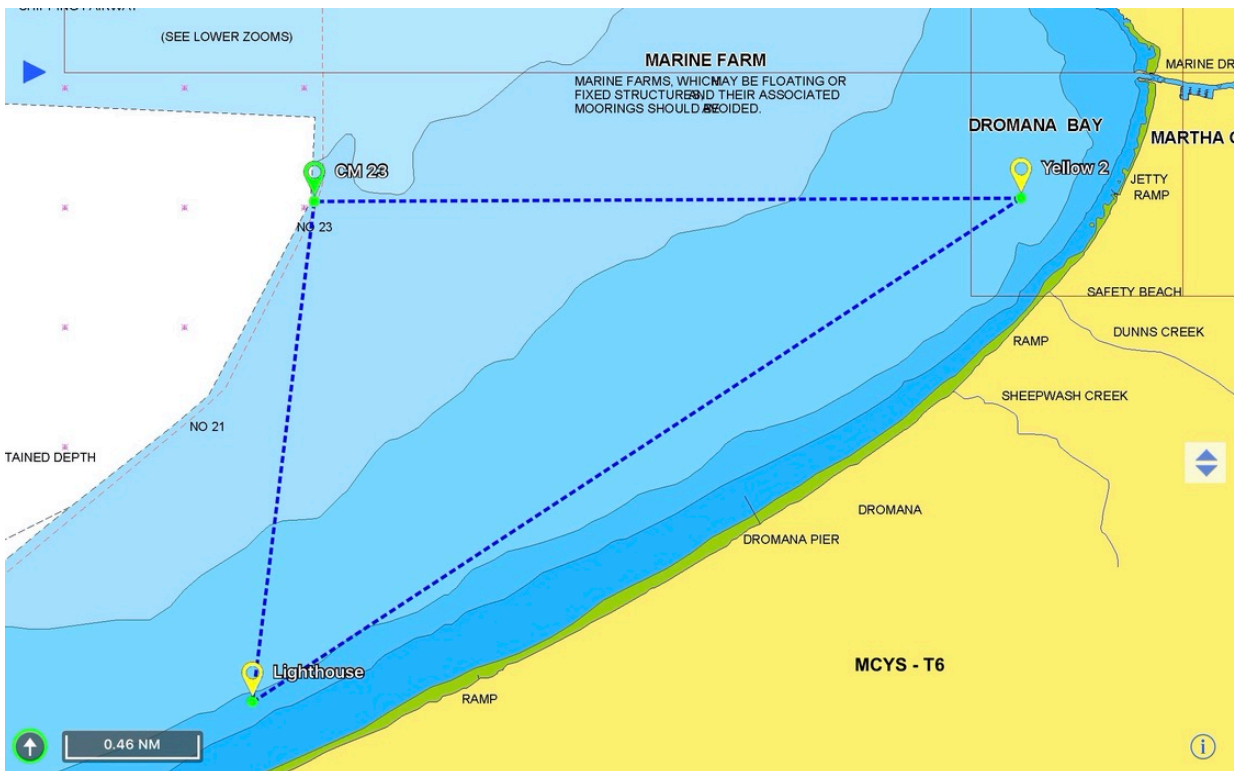 SHIPPING FAIRWAY
(SEE LOWER ZOOMS)
MARINE FARM
MARINE FARMS, WHICH MAY BE FLOATING OR
FIXED STRUCTURES AND THEIR ASSOCIATED
MOORINGS SHOULD BE AVOIDED.
MARINE DR
DROMANA BAY
MARTHA C
CM 23
Yellow 2
JETTY
RAMP
NO 23
SAFETY BEACH
DUNNS CREEK
RAMP
SHEEPWASH CREEK
NO 21
TAINED DEPTH
DROMANA
DROMANA PIER
MCYS - T6
Lighthouse
RAMP
0.46 NM
i